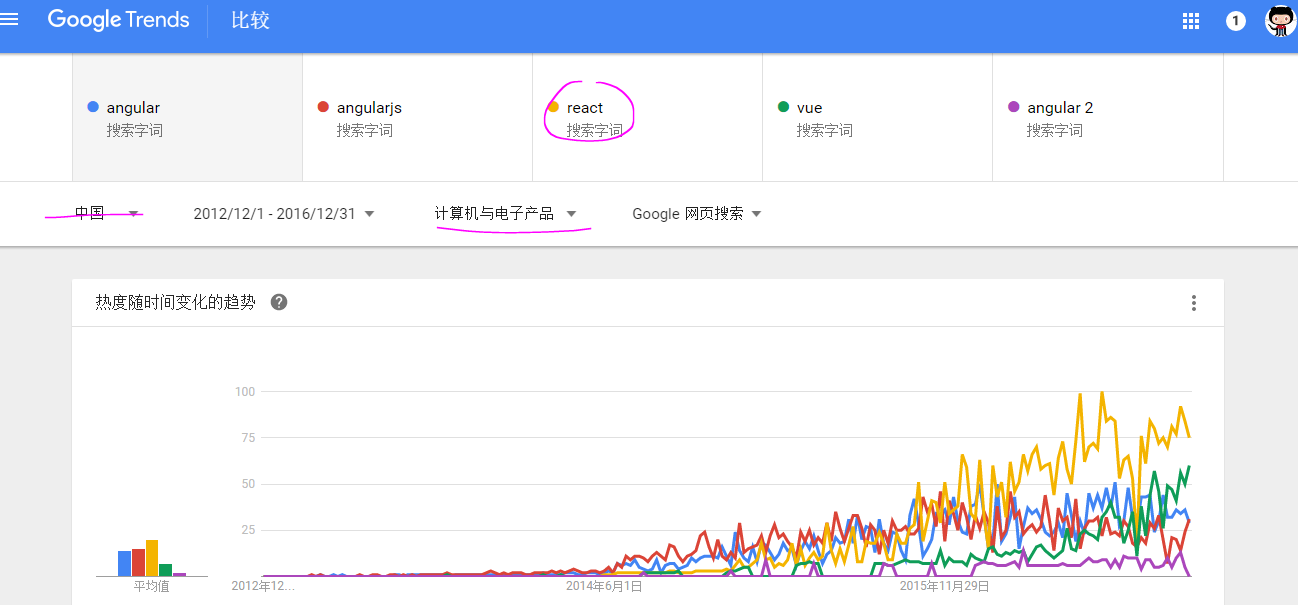 Google Trends 比较 1
angular
搜索字词
angularjs
搜索字词
react
搜索字词
vue
搜索字词
angular 2
搜索字词
中国 2012/12/1 - 2016/12/31 计算机与电子产品 Google 网页搜索
热度随时间变化的趋势 ?
100
75
50
25
平均值
2012年12... 2014年6月1日 2015年11月29日